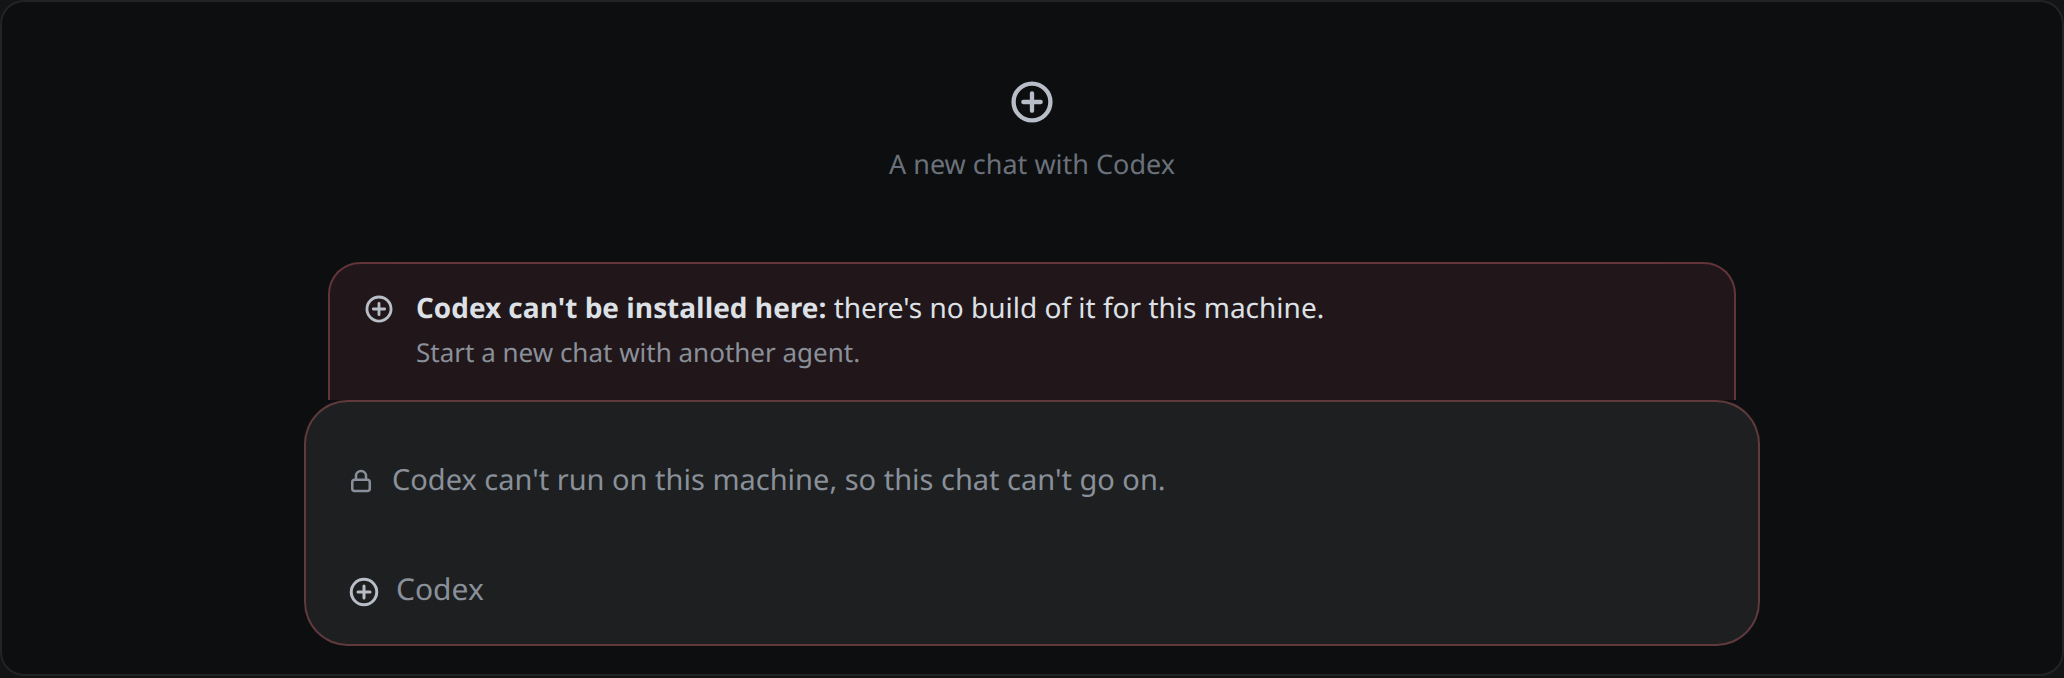 A new chat with Codex
Codex can't be installed here: there's no build of it for this machine.
Start a new chat with another agent.
Codex can't run on this machine, so this chat can't go on.
Codex